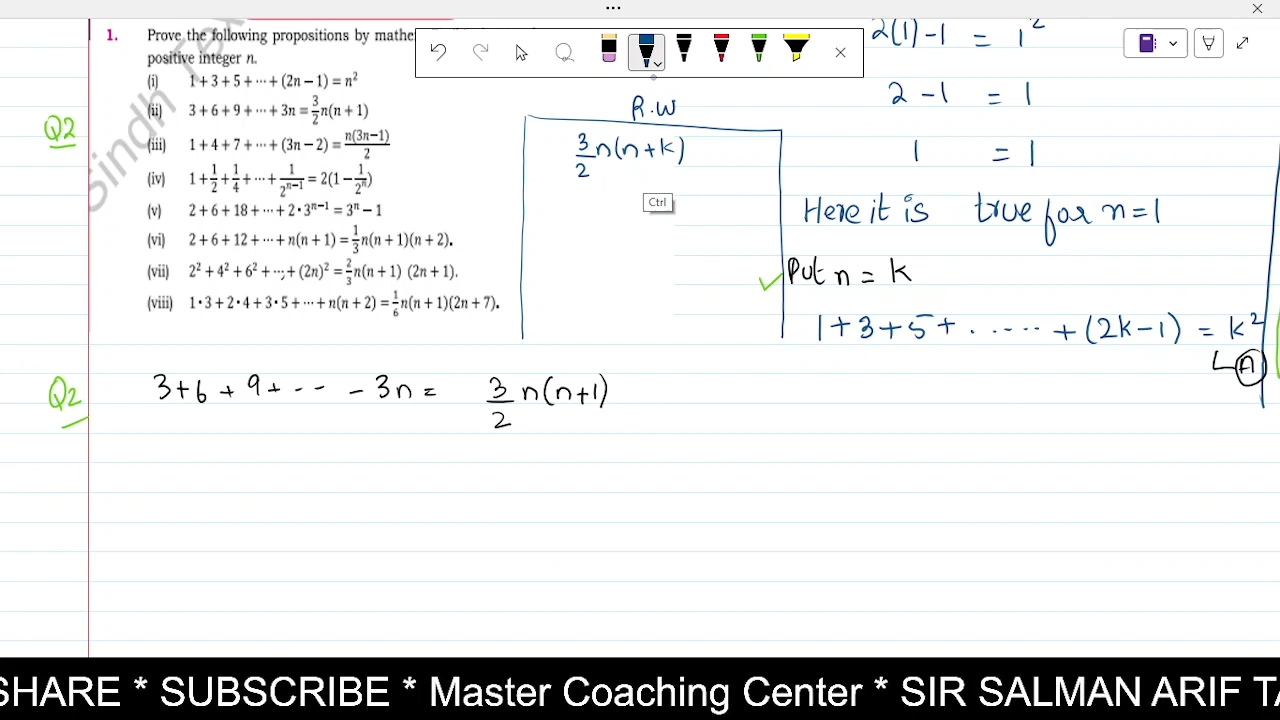 1. Prove the following propositions by mathe
positive integer n.
(i) 1 + 3 + 5 + ··· + (2n − 1) = n²
(ii) 3 + 6 + 9 + ··· + 3n = 3/2 n(n + 1)
(iii) 1 + 4 + 7 + ··· + (3n − 2) = n(3n−1)/2
(iv) 1 + 1/2 + 1/4 + ··· + 1/2ⁿ⁻¹ = 2(1 − 1/2ⁿ)
(v) 2 + 6 + 18 + ··· + 2 • 3ⁿ⁻¹ = 3ⁿ − 1
(vi) 2 + 6 + 12 + ··· + n(n + 1) = 1/3 n(n + 1)(n + 2).
(vii) 2² + 4² + 6² + ··· + (2n)² = 2/3 n(n + 1) (2n + 1).
(viii) 1 • 3 + 2 • 4 + 3 • 5 + ··· + n(n + 2) = 1/6 n(n + 1)(2n + 7).
Sindh Tex
Q2
R.W
3/2 n(n+k)
Ctrl
2(1) - 1 = 1²
2 - 1 = 1
1 = 1
Here it is true for n=1
Put n = k
1 + 3 + 5 + ...... + (2k-1) = k²
A
Q2 3+6+9+-- - 3n = 3/2 n(n+1)
SHARE * SUBSCRIBE * Master Coaching Center * SIR SALMAN ARIF TA